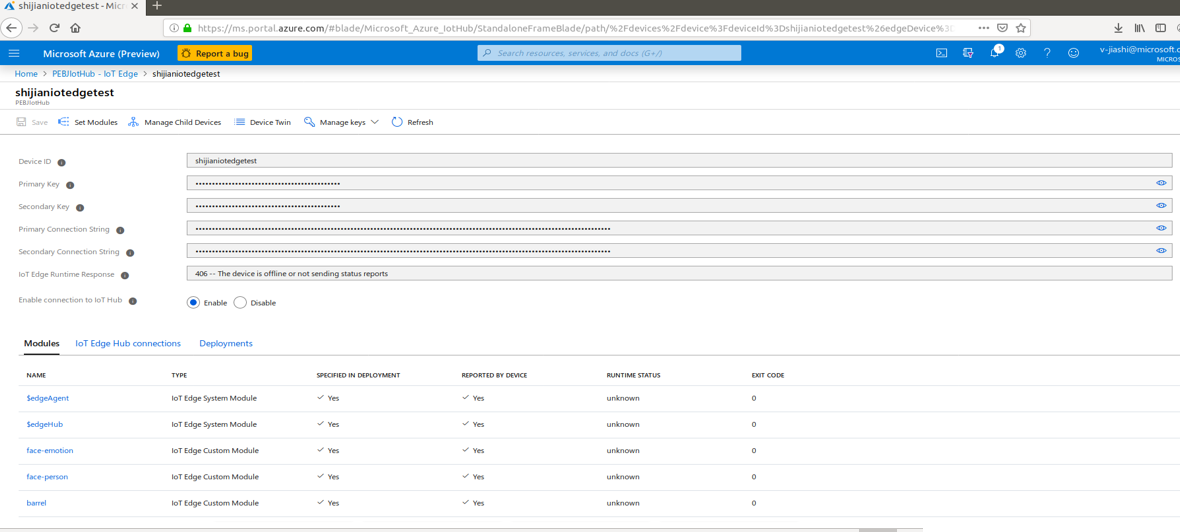 shijianiotedgetest - Micr
https://ms.portal.azure.com/#blade/Microsoft_Azure_IotHub/StandaloneFrameBlade/path/%2Fdevices%2Fdevice%3FdeviceId%3Dshijianiotedgetest%26edgeDevice%3
Microsoft Azure (Preview) Report a bug Search resources, services, and docs (G+/) 1 v-jiashi@microsoft.c
MICROS
Home > PEBJIotHub - IoT Edge > shijianiotedgetest
shijianiotedgetest
PEBJIotHub
Save Set Modules Manage Child Devices Device Twin Manage keys Refresh
Device ID shijianiotedgetest
Primary Key
Secondary Key
Primary Connection String
Secondary Connection String
IoT Edge Runtime Response 406 -- The device is offline or not sending status reports
Enable connection to IoT Hub Enable Disable
Modules IoT Edge Hub connections Deployments
NAME TYPE SPECIFIED IN DEPLOYMENT REPORTED BY DEVICE RUNTIME STATUS EXIT CODE
$edgeAgent IoT Edge System Module Yes Yes unknown 0
$edgeHub IoT Edge System Module Yes Yes unknown 0
face-emotion IoT Edge Custom Module Yes Yes unknown 0
face-person IoT Edge Custom Module Yes Yes unknown 0
barrel IoT Edge Custom Module Yes Yes unknown 0